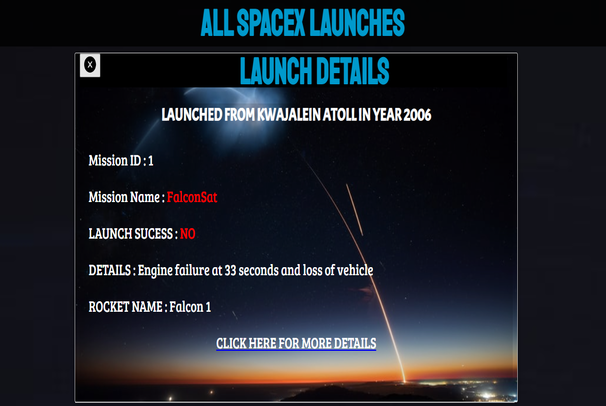 ALL SPACEX LAUNCHES
X
LAUNCH DETAILS
LAUNCHED FROM KWAJALEIN ATOLL IN YEAR 2006
Mission ID : 1
Mission Name : FalconSat
LAUNCH SUCESS : NO
DETAILS : Engine failure at 33 seconds and loss of vehicle
ROCKET NAME : Falcon 1
CLICK HERE FOR MORE DETAILS